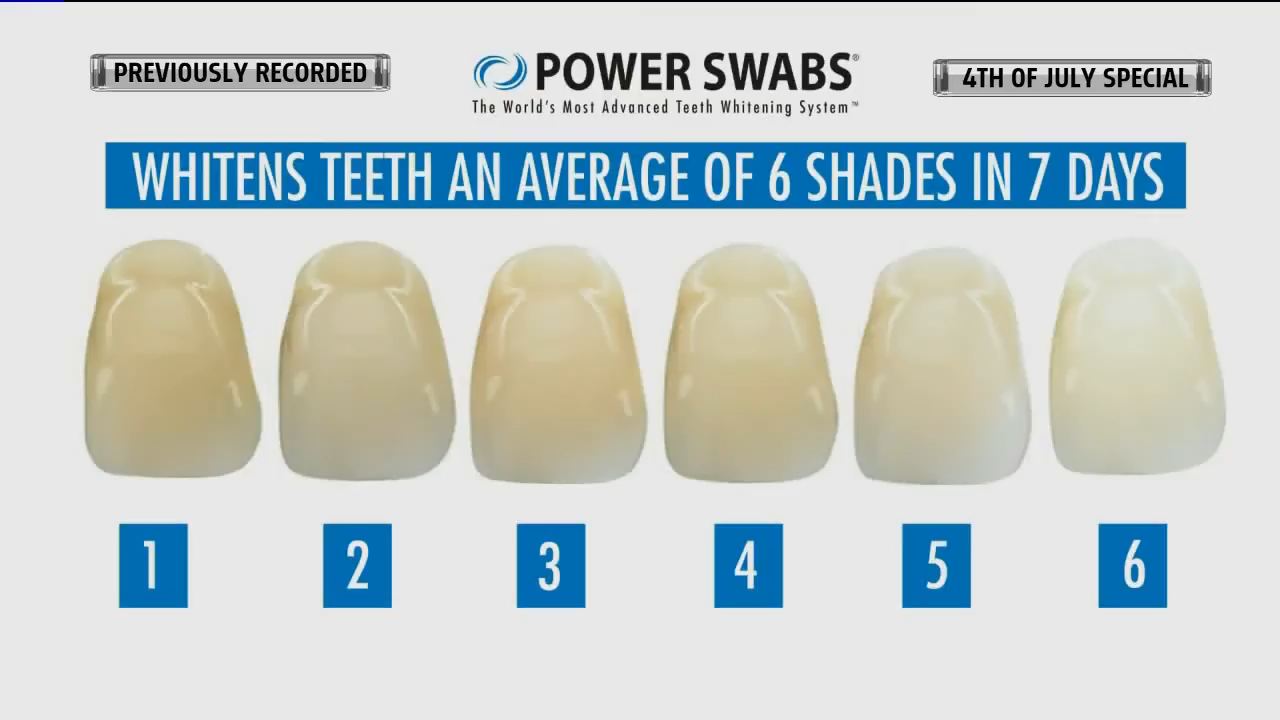 PREVIOUSLY RECORDED
POWER SWABS®
The World's Most Advanced Teeth Whitening System™
4TH OF JULY SPECIAL
WHITENS TEETH AN AVERAGE OF 6 SHADES IN 7 DAYS
1 2 3 4 5 6